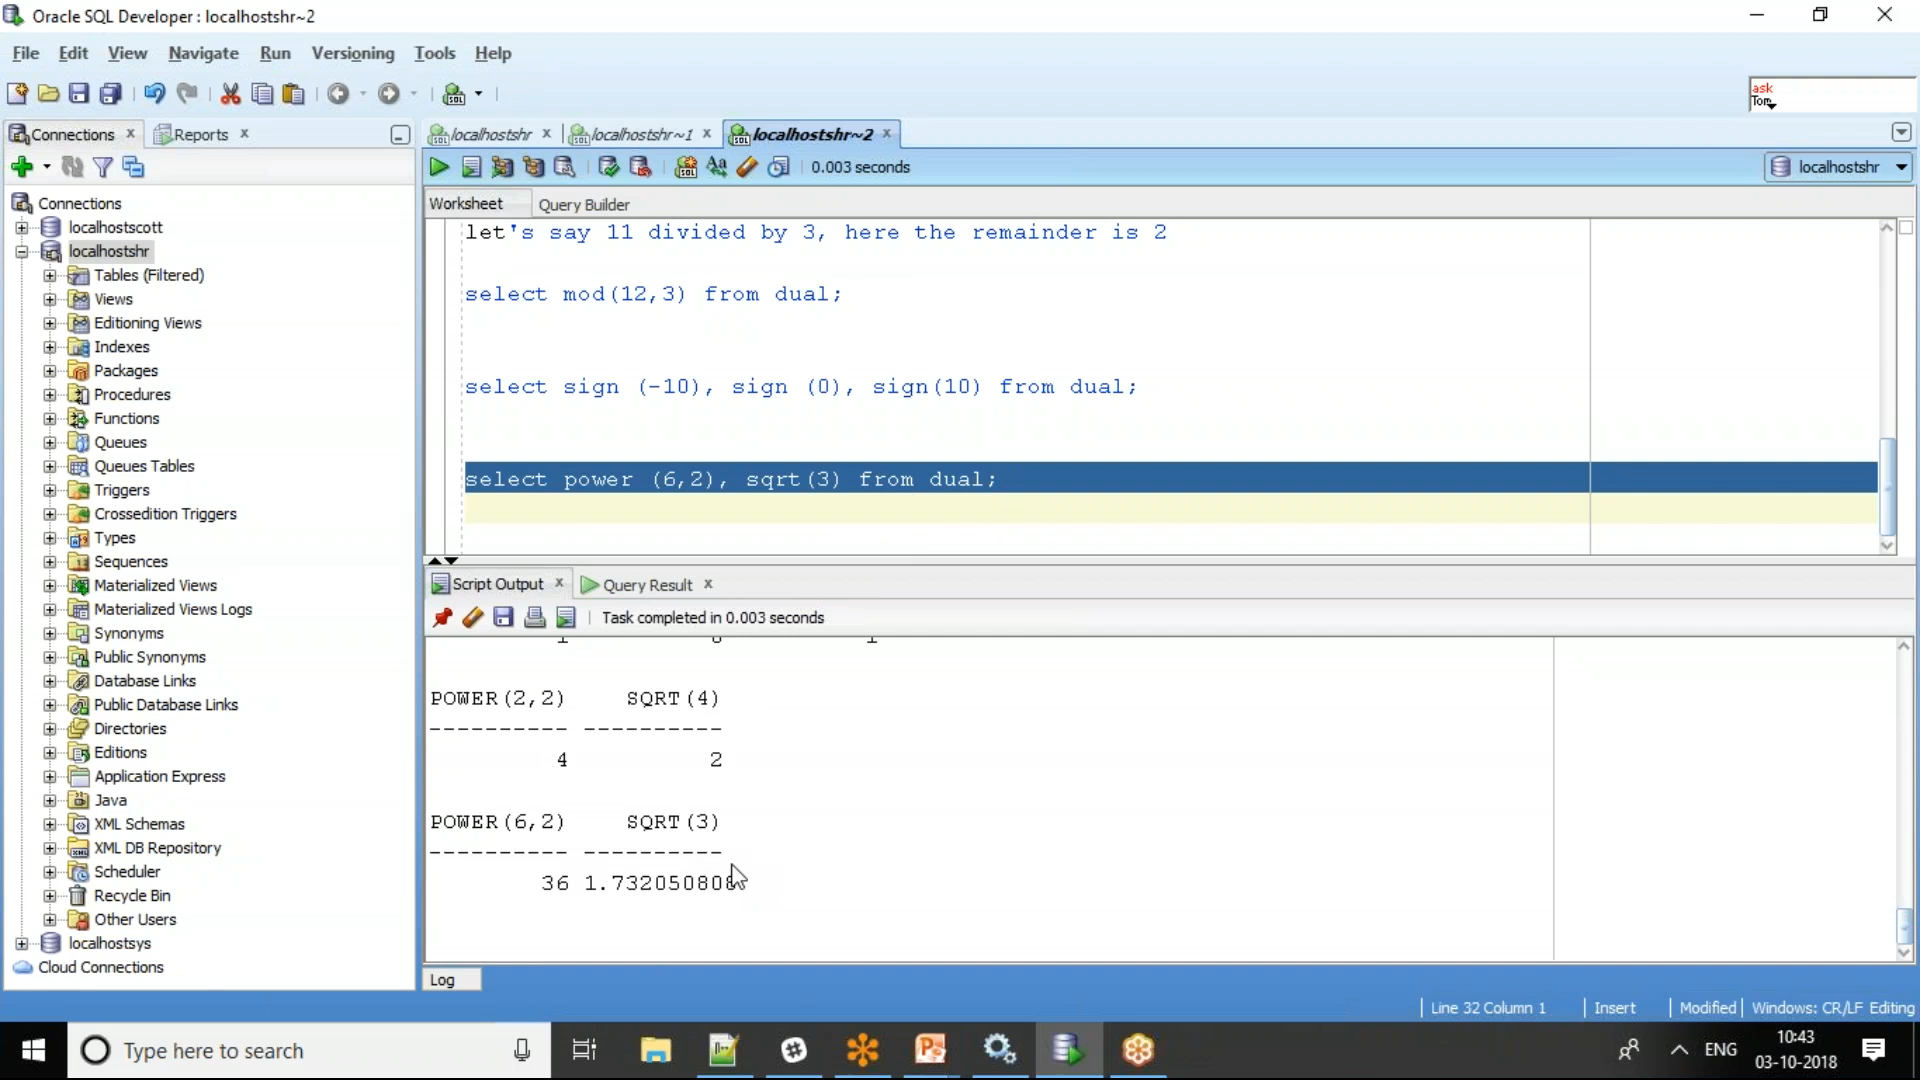 Oracle SQL Developer : localhostshr~2
File Edit View Navigate Run Versioning Tools Help
ask
Tom
Connections x Reports x
localhostshr x localhostshr~1 x localhostshr~2 x
0.003 seconds
localhostshr
Worksheet Query Builder
Connections
localhostscott
localhostshr
Tables (Filtered)
Views
Editioning Views
Indexes
Packages
Procedures
Functions
Queues
Queues Tables
Triggers
Crossedition Triggers
Types
Sequences
Materialized Views
Materialized Views Logs
Synonyms
Public Synonyms
Database Links
Public Database Links
Directories
Editions
Application Express
Java
XML Schemas
XML DB Repository
Scheduler
Recycle Bin
Other Users
localhostsys
Cloud Connections
let's say 11 divided by 3, here the remainder is 2
select mod(12,3) from dual;
select sign (-10), sign (0), sign(10) from dual;
select power (6,2), sqrt(3) from dual;
Script Output x Query Result x
Task completed in 0.003 seconds
POWER(2,2) SQRT(4)
---------- ----------
4 2
POWER(6,2) SQRT(3)
---------- ----------
36 1.732050808
Log
Line 32 Column 1 Insert Modified Windows: CR/LF Editing
Type here to search
ENG
10:43
03-10-2018